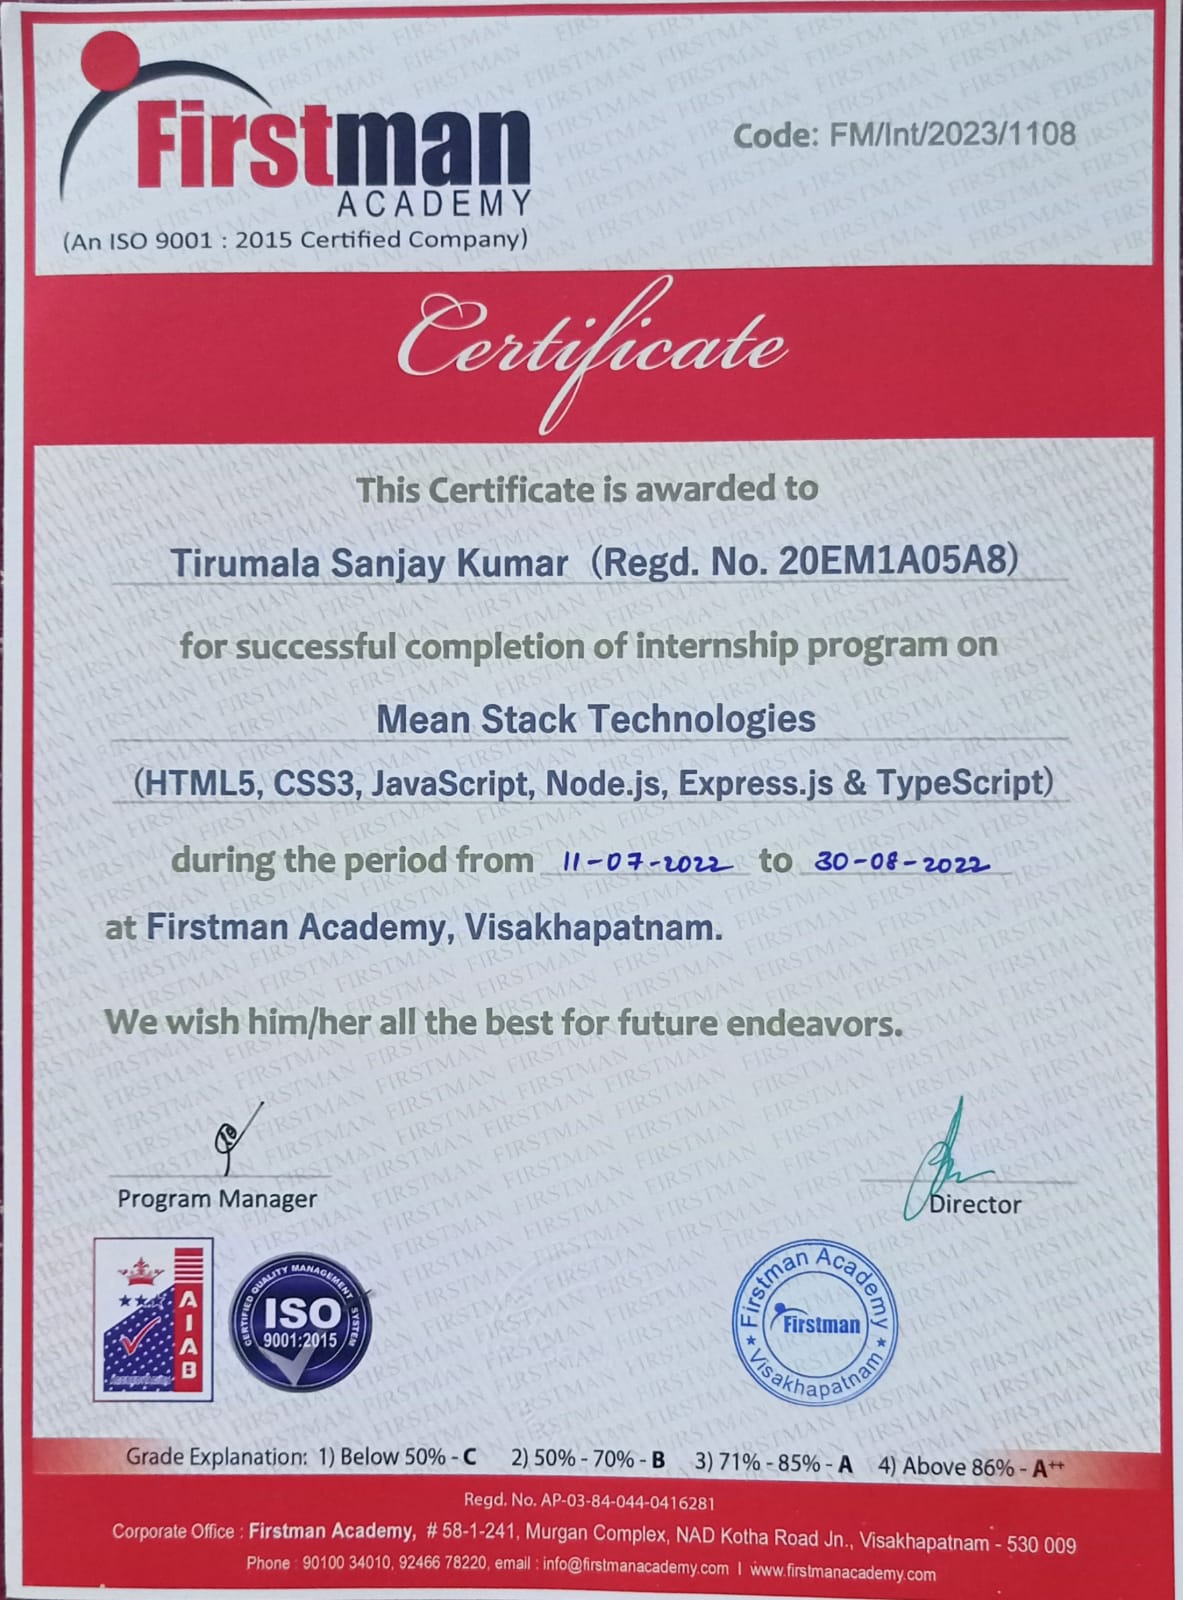 Firstman
ACADEMY
(An ISO 9001 : 2015 Certified Company)
Code: FM/Int/2023/1108
Certificate
This Certificate is awarded to
Tirumala Sanjay Kumar (Regd. No. 20EM1A05A8)
for successful completion of internship program on
Mean Stack Technologies
(HTML5, CSS3, JavaScript, Node.js, Express.js & TypeScript)
during the period from 11-07-2022 to 30-08-2022
at Firstman Academy, Visakhapatnam.
We wish him/her all the best for future endeavors.
Program Manager
Director
AIAB
CERTIFIED QUALITY MANAGEMENT SYSTEM
ISO
9001:2015
Firstman Academy
Firstman
★ Visakhapatnam ★
Grade Explanation: 1) Below 50% - C 2) 50% - 70% - B 3) 71% - 85% - A 4) Above 86% - A++
Regd. No. AP-03-84-044-0416281
Corporate Office : Firstman Academy, # 58-1-241, Murgan Complex, NAD Kotha Road Jn., Visakhapatnam - 530 009
Phone : 90100 34010, 92466 78220, email : info@firstmanacademy.com I www.firstmanacademy.com